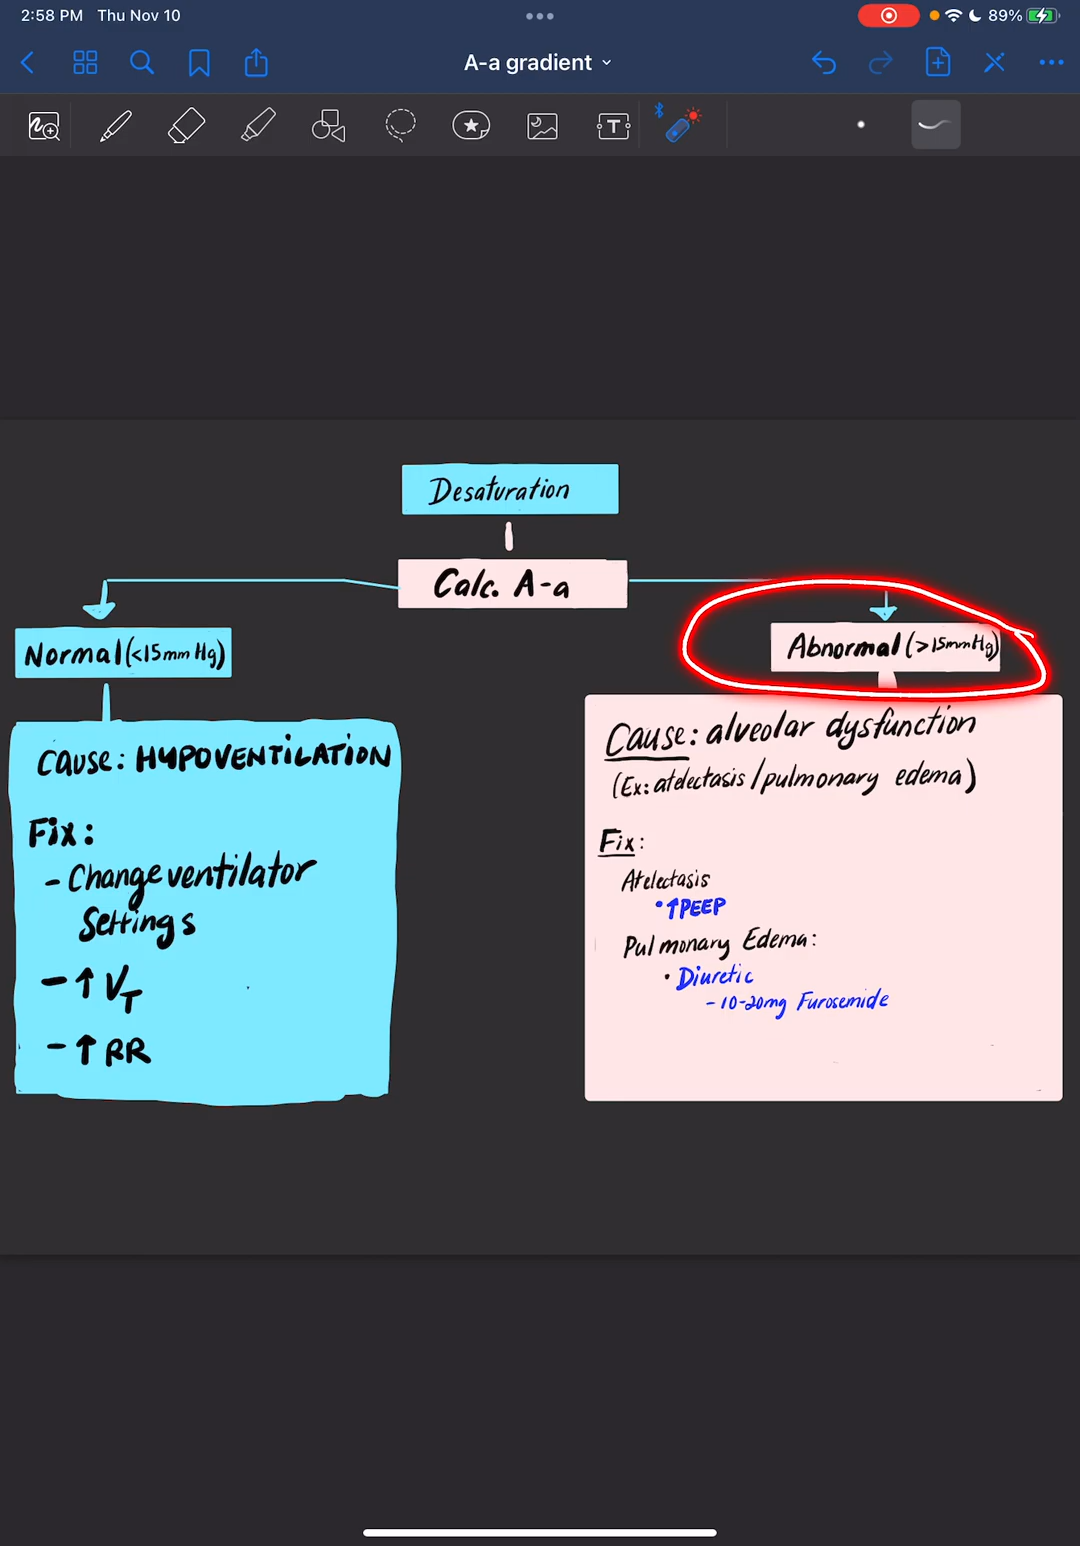 2:58 PM Thu Nov 10
89%
A-a gradient
T
Desaturation
Calc. A-a
Normal (<15mm Hg)
Abnormal (>15mmHg)
Cause: HYPOVENTILATION
Fix:
- Change ventilator
Settings
- ↑ VT
- ↑ RR
Cause: alveolar dysfunction
(Ex: atelectasis/pulmonary edema)
Fix:
Atelectasis
• ↑PEEP
Pulmonary Edema:
• Diuretic
- 10-20mg Furosemide